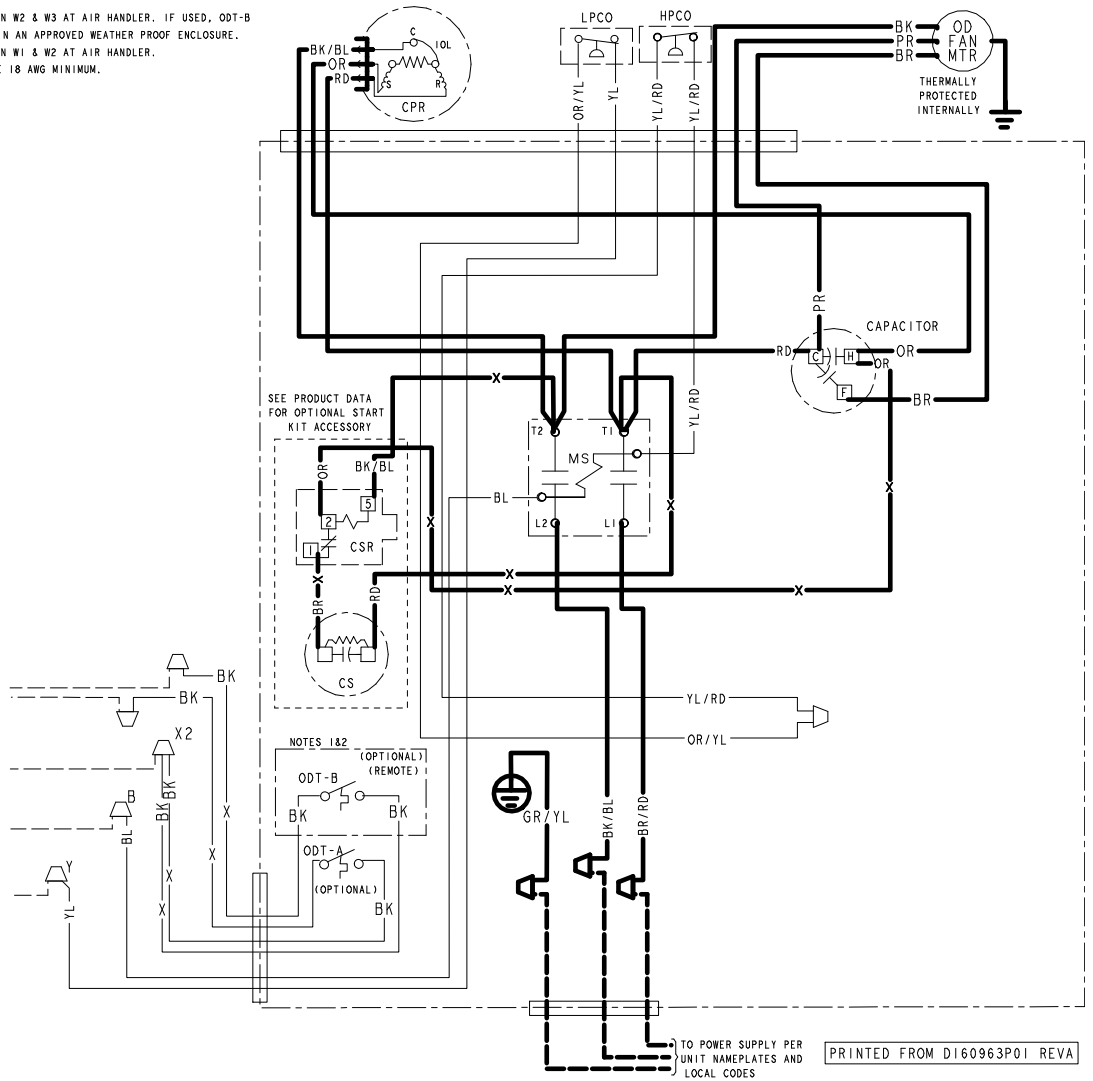 N W2 & W3 AT AIR HANDLER. IF USED, ODT-B
N AN APPROVED WEATHER PROOF ENCLOSURE.
N W1 & W2 AT AIR HANDLER.
18 AWG MINIMUM.
BK/BL
OR
RD
C
IOL
S
R
CPR
LPCO
HPCO
OR/YL
YL
YL/RD
YL/RD
BK
PR
BR
OD
FAN
MTR
THERMALLY
PROTECTED
INTERNALLY
PR
CAPACITOR
RD
C
H
OR
OR
F
BR
X
SEE PRODUCT DATA
FOR OPTIONAL START
KIT ACCESSORY
YL/RD
T2
T1
MS
OR
BK/BL
5
2
1
CSR
BL
L2
L1
X
X
X
X
X
X
X
BR
RD
CS
BK
BK
X2
YL/RD
OR/YL
NOTES 1&2
(OPTIONAL)
(REMOTE)
ODT-B
BK
BK
BK
BK
B
BL
X
X
ODT-A
(OPTIONAL)
BK
Y
YL
X
X
GR/YL
BK/BL
BR/RD
TO POWER SUPPLY PER
UNIT NAMEPLATES AND
LOCAL CODES
PRINTED FROM D160963P01 REVA